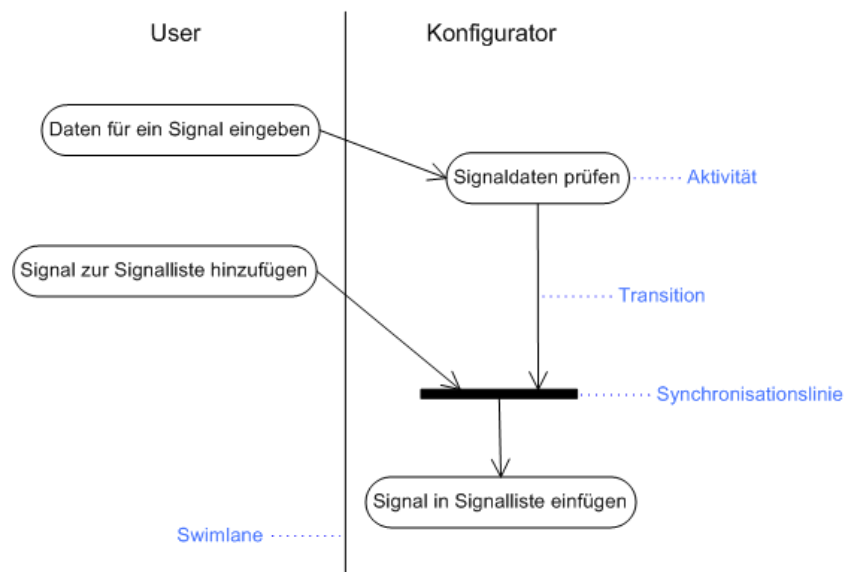 User
Konfigurator
Daten für ein Signal eingeben
Signaldaten prüfen
Aktivität
Signal zur Signalliste hinzufügen
Transition
Synchronisationslinie
Signal in Signalliste einfügen
Swimlane